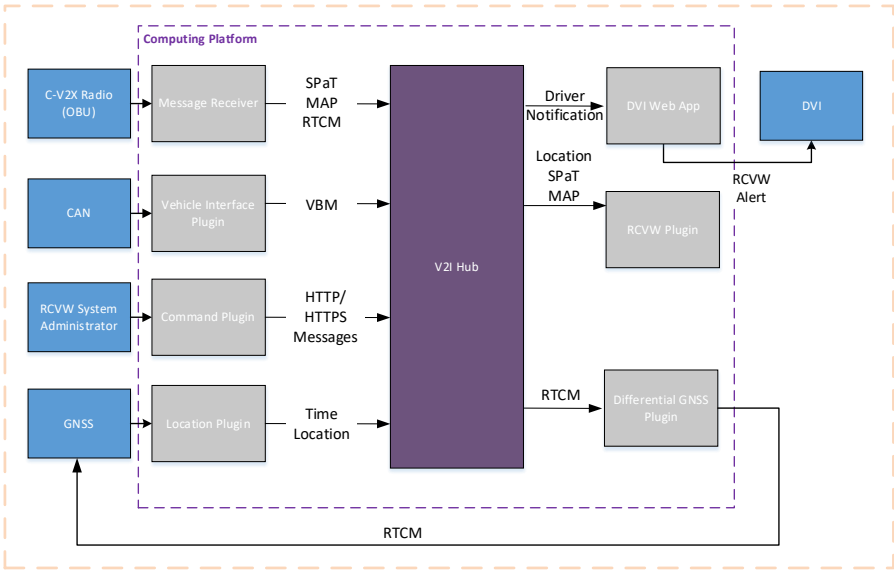 Computing Platform
C-V2X Radio
(OBU)
Message Receiver
SPaT
MAP
RTCM
Driver
Notification
DVI Web App
DVI
Location
SPaT
MAP
RCVW
Alert
CAN
Vehicle Interface
Plugin
VBM
RCVW Plugin
V2I Hub
RCVW System
Administrator
Command Plugin
HTTP/
HTTPS
Messages
GNSS
Location Plugin
Time
Location
RTCM
Differential GNSS
Plugin
RTCM